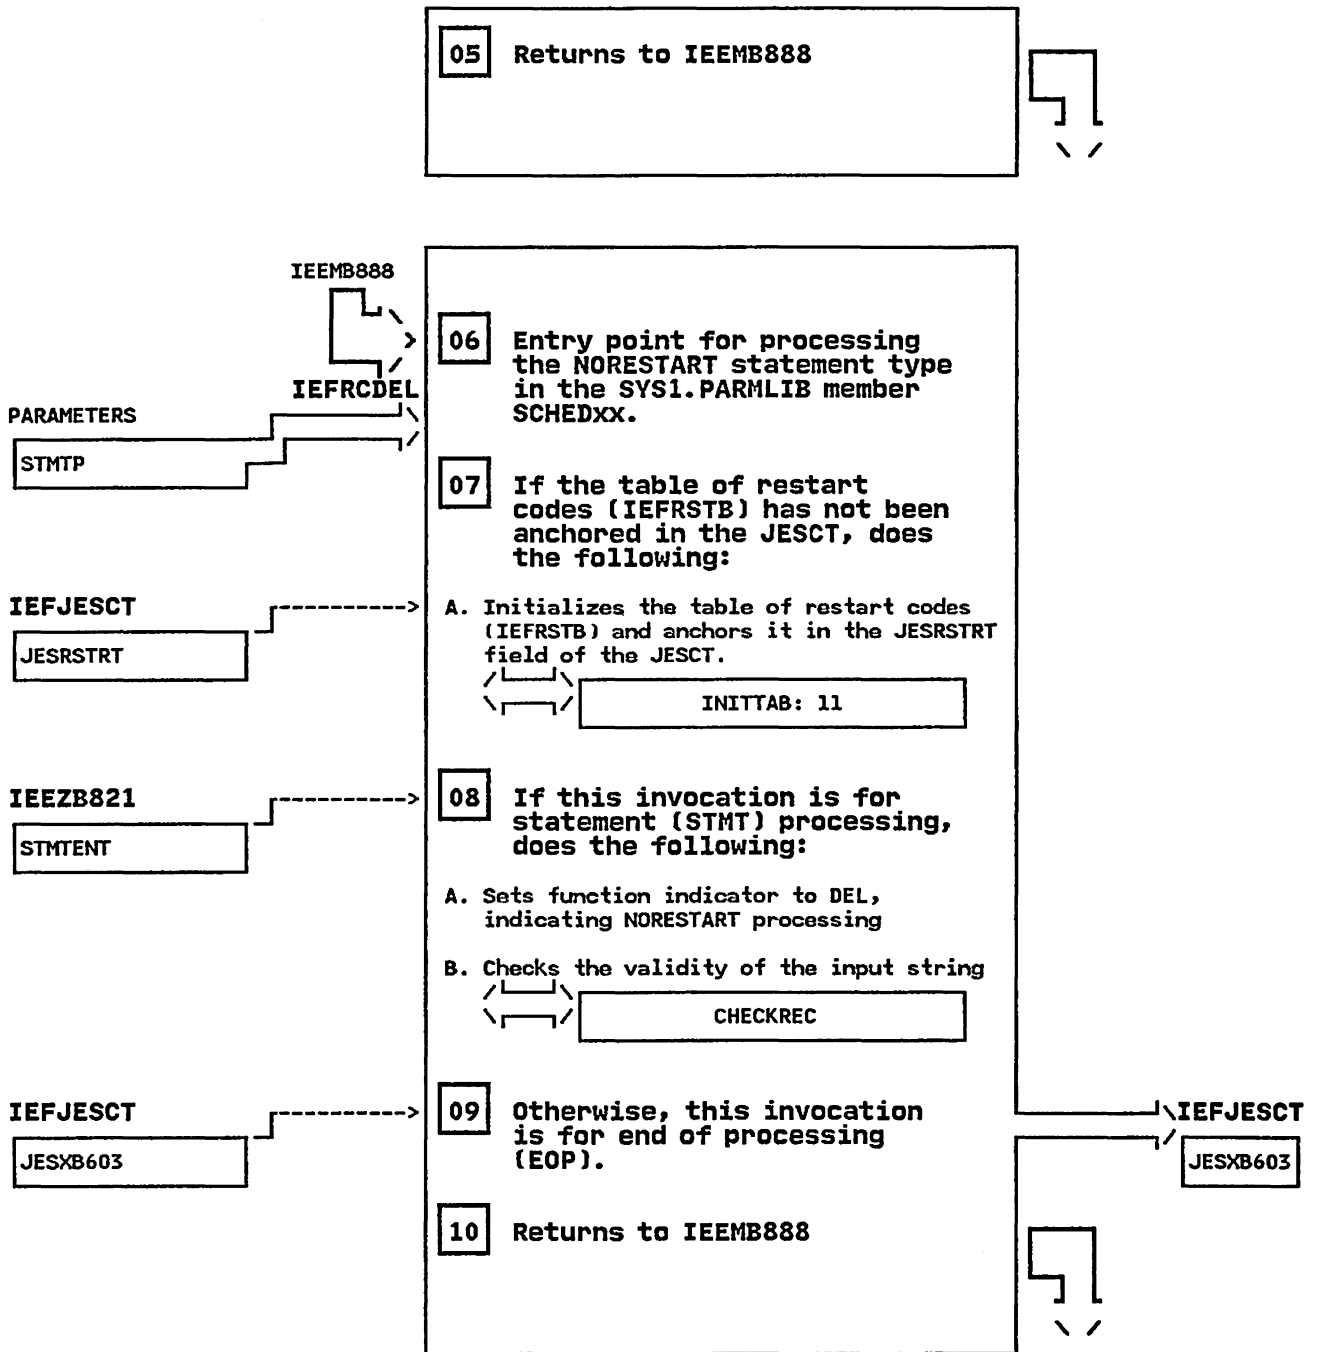 05 Returns to IEEMB888
IEEMB888
06 Entry point for processing
the NORESTART statement type
in the SYS1.PARMLIB member
SCHEDxx.
IEFRCDEL
PARAMETERS
STMTP
07 If the table of restart
codes (IEFRSTB) has not been
anchored in the JESCT, does
the following:
IEFJESCT
JESRSTRT
A. Initializes the table of restart codes
(IEFRSTB) and anchors it in the JESRSTRT
field of the JESCT.
INITTAB: 11
IEEZB821
STMTENT
08 If this invocation is for
statement (STMT) processing,
does the following:
A. Sets function indicator to DEL,
indicating NORESTART processing
B. Checks the validity of the input string
CHECKREC
IEFJESCT
JESXB603
09 Otherwise, this invocation
is for end of processing
(EOP).
IEFJESCT
JESXB603
10 Returns to IEEMB888